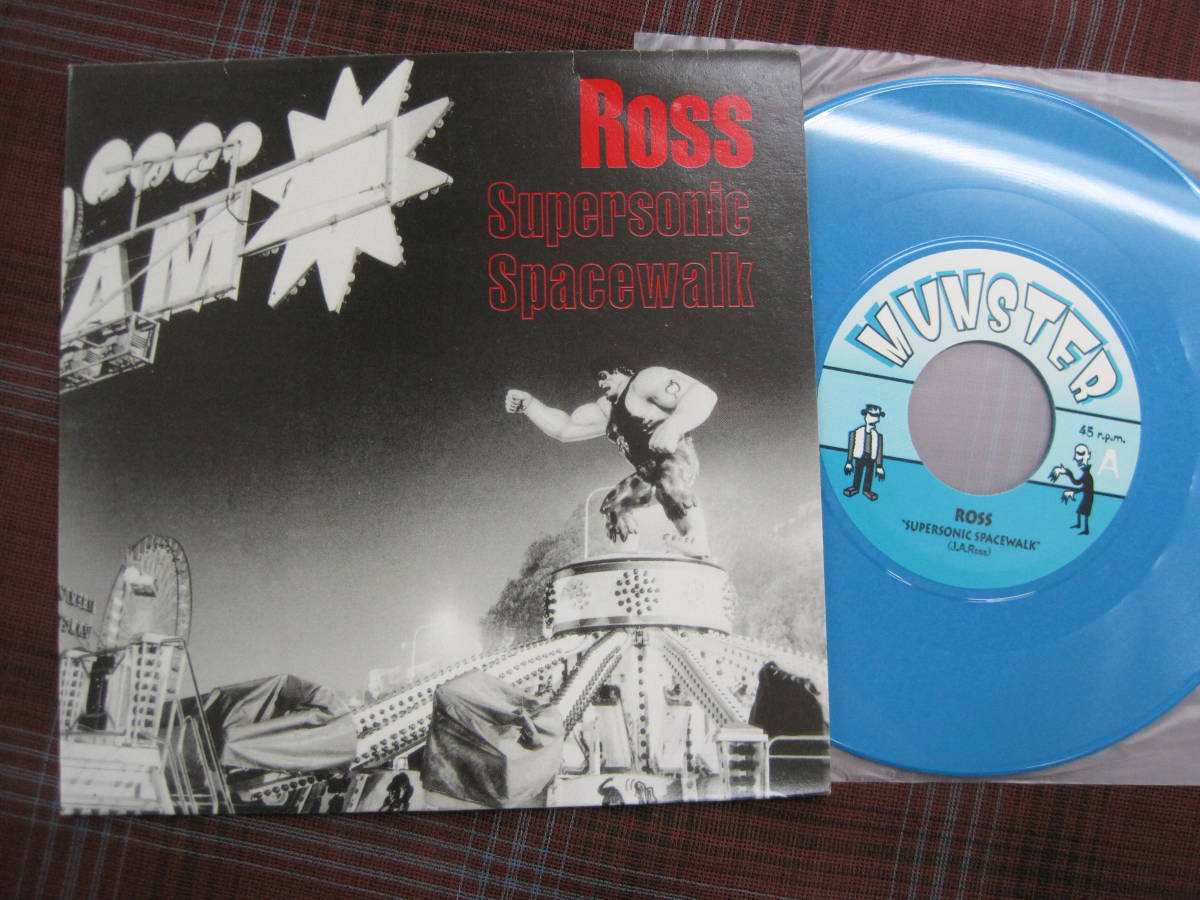 Ross
Supersonic
Spacewalk
AM
MUNSTER
45 r.p.m.
A
ROSS
"SUPERSONIC SPACEWALK"
(J.A.Ross)